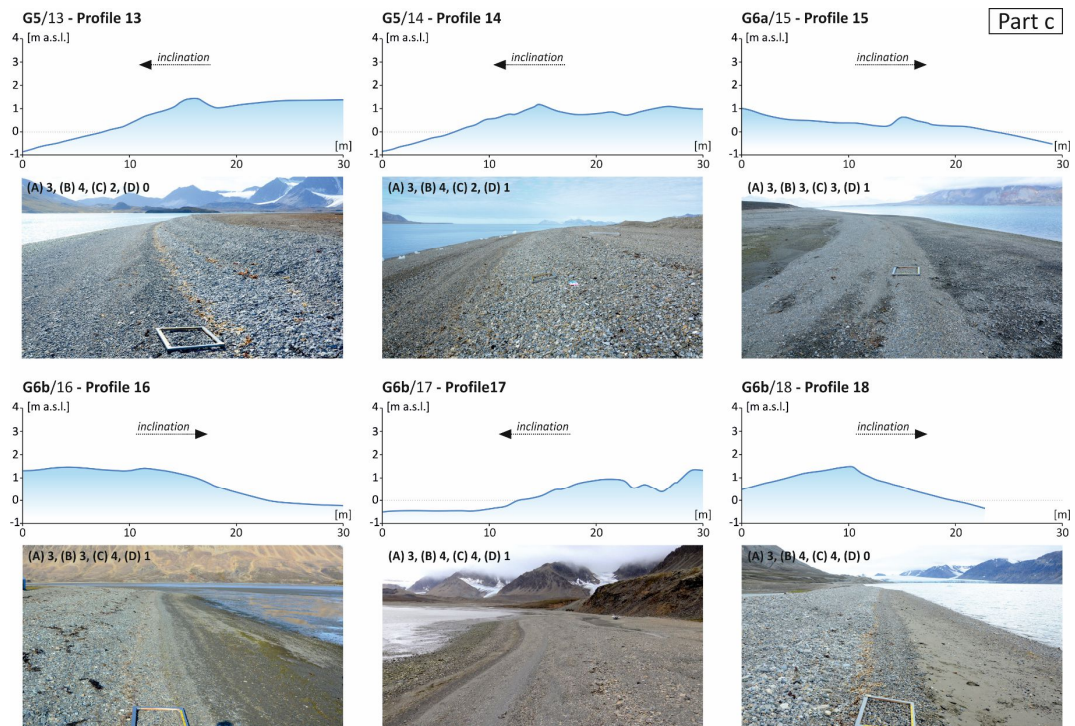 G5/13 - Profile 13
G5/14 - Profile 14
G6a/15 - Profile 15
Part c
[m a.s.l.]
[m a.s.l.]
[m a.s.l.]
inclination
inclination
inclination
4
3
2
1
0
-1
4
3
2
1
0
-1
4
3
2
1
0
-1
[m]
[m]
[m]
0 10 20 30
0 10 20 30
0 10 20 30
(A) 3, (B) 4, (C) 2, (D) 0
(A) 3, (B) 4, (C) 2, (D) 1
(A) 3, (B) 3, (C) 3, (D) 1
G6b/16 - Profile 16
G6b/17 - Profile17
G6b/18 - Profile 18
[m a.s.l.]
[m a.s.l.]
[m a.s.l.]
inclination
inclination
inclination
4
3
2
1
0
-1
4
3
2
1
0
-1
4
3
2
1
0
-1
[m]
[m]
[m]
0 10 20 30
0 10 20 30
0 10 20 30
(A) 3, (B) 3, (C) 4, (D) 1
(A) 3, (B) 4, (C) 4, (D) 1
(A) 3, (B) 4, (C) 4, (D) 0